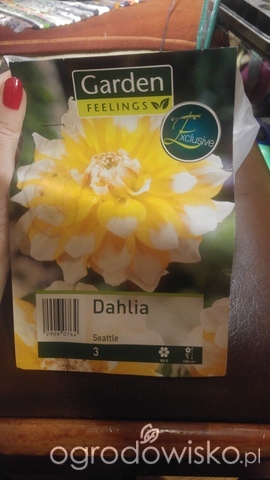 Garden
FEELINGS
Exclusive
Dahlia
Seattle
3
ogrodowisko.pl